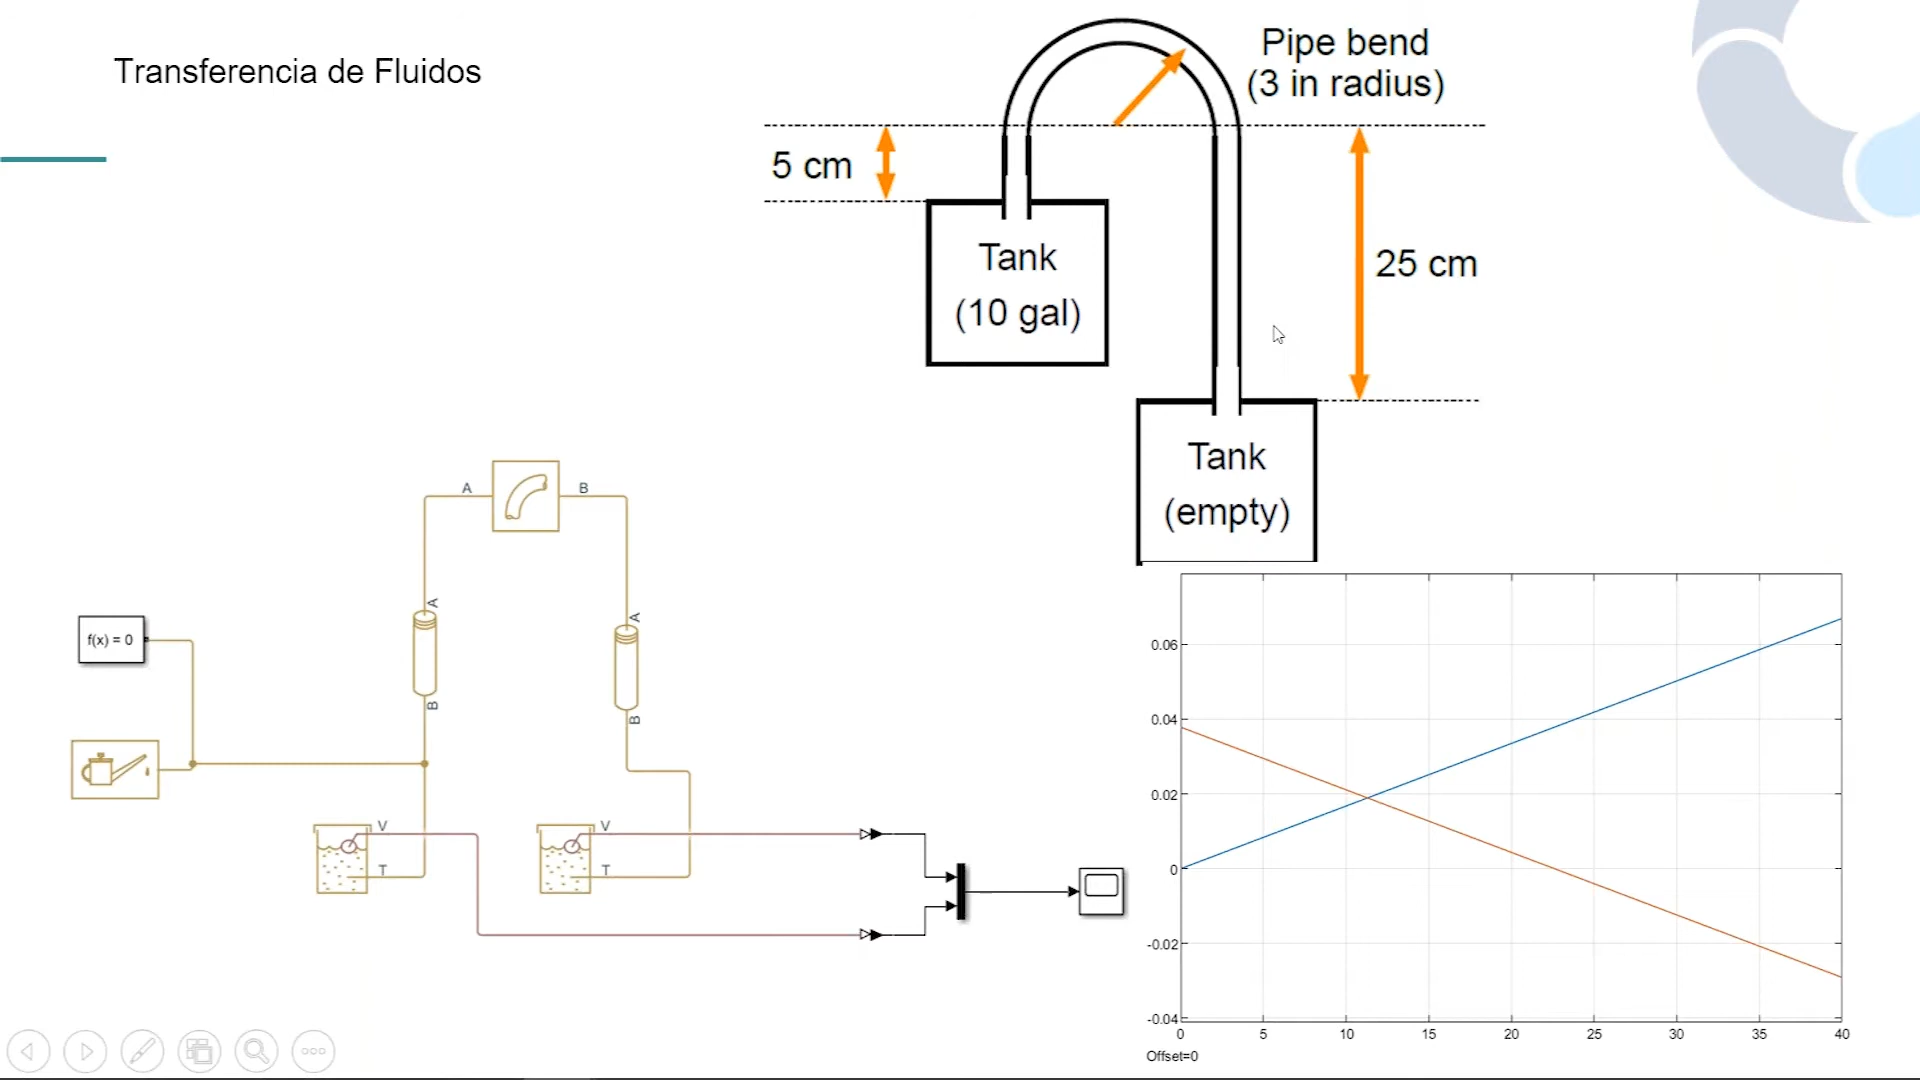 Transferencia de Fluidos
Pipe bend
(3 in radius)
5 cm
25 cm
Tank
(10 gal)
Tank
(empty)
A
B
A
B
A
B
f(x) = 0
V
T
V
T
0.06
0.04
0.02
0
-0.02
-0.04
0
5
10
15
20
25
30
35
40
Offset=0